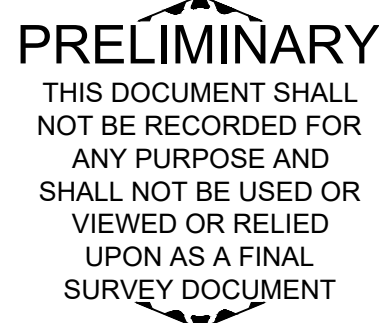 PRELIMINARY
THIS DOCUMENT SHALL
NOT BE RECORDED FOR
ANY PURPOSE AND
SHALL NOT BE USED OR
VIEWED OR RELIED
UPON AS A FINAL
SURVEY DOCUMENT